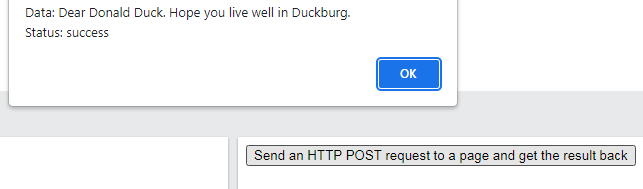 Data: Dear Donald Duck. Hope you live well in Duckburg.
Status: success
OK
Send an HTTP POST request to a page and get the result back